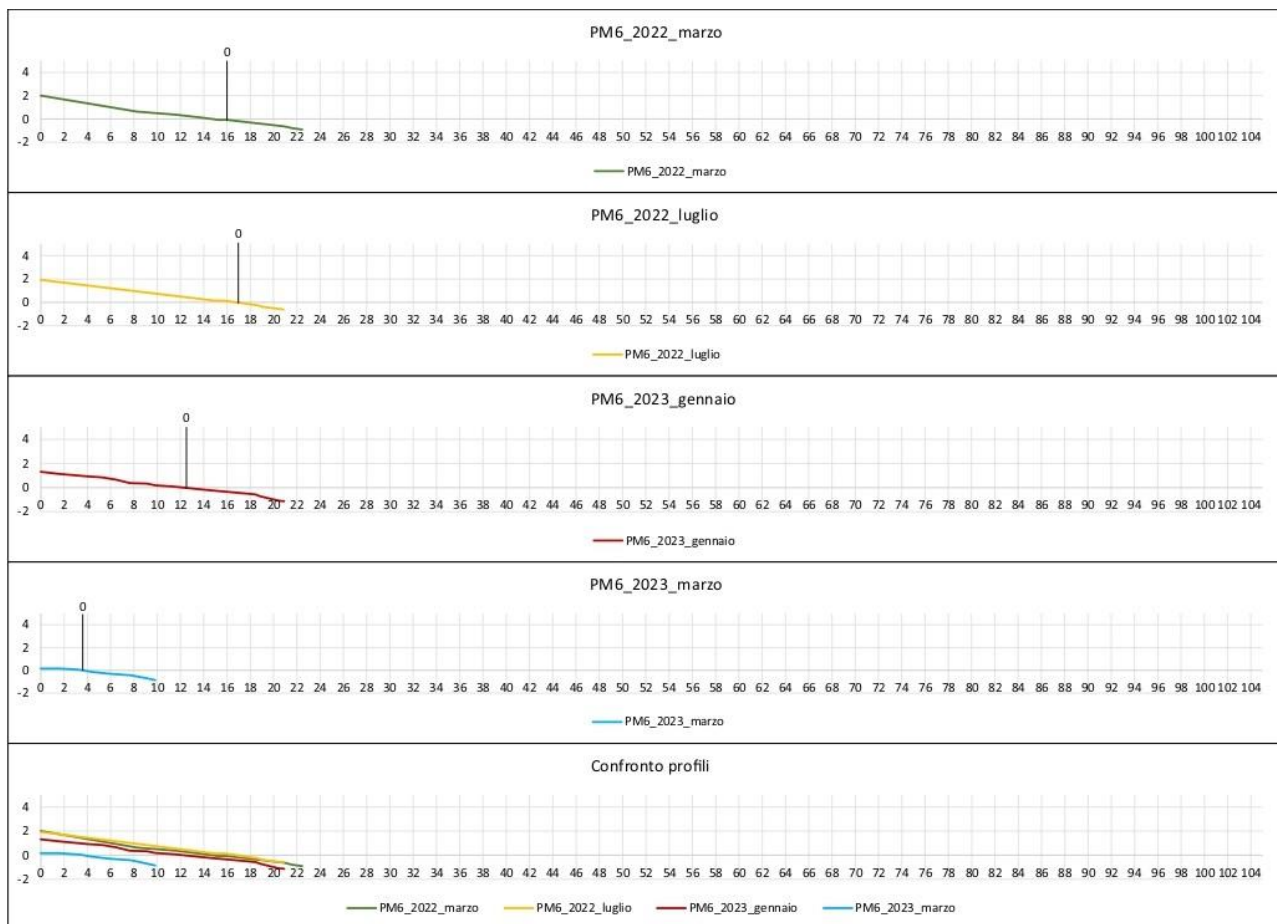 PM6_2022_marzo
0
4
2
0
-2
0 2 4 6 8 10 12 14 16 18 20 22 24 26 28 30 32 34 36 38 40 42 44 46 48 50 52 54 56 58 60 62 64 66 68 70 72 74 76 78 80 82 84 86 88 90 92 94 96 98 100 102 104
PM6_2022_marzo
PM6_2022_luglio
0
4
2
0
-2
0 2 4 6 8 10 12 14 16 18 20 22 24 26 28 30 32 34 36 38 40 42 44 46 48 50 52 54 56 58 60 62 64 66 68 70 72 74 76 78 80 82 84 86 88 90 92 94 96 98 100 102 104
PM6_2022_luglio
PM6_2023_gennaio
0
4
2
0
-2
0 2 4 6 8 10 12 14 16 18 20 22 24 26 28 30 32 34 36 38 40 42 44 46 48 50 52 54 56 58 60 62 64 66 68 70 72 74 76 78 80 82 84 86 88 90 92 94 96 98 100 102 104
PM6_2023_gennaio
PM6_2023_marzo
0
4
2
0
-2
0 2 4 6 8 10 12 14 16 18 20 22 24 26 28 30 32 34 36 38 40 42 44 46 48 50 52 54 56 58 60 62 64 66 68 70 72 74 76 78 80 82 84 86 88 90 92 94 96 98 100 102 104
PM6_2023_marzo
Confronto profili
4
2
0
-2
0 2 4 6 8 10 12 14 16 18 20 22 24 26 28 30 32 34 36 38 40 42 44 46 48 50 52 54 56 58 60 62 64 66 68 70 72 74 76 78 80 82 84 86 88 90 92 94 96 98 100 102 104
PM6_2022_marzo PM6_2022_luglio PM6_2023_gennaio PM6_2023_marzo